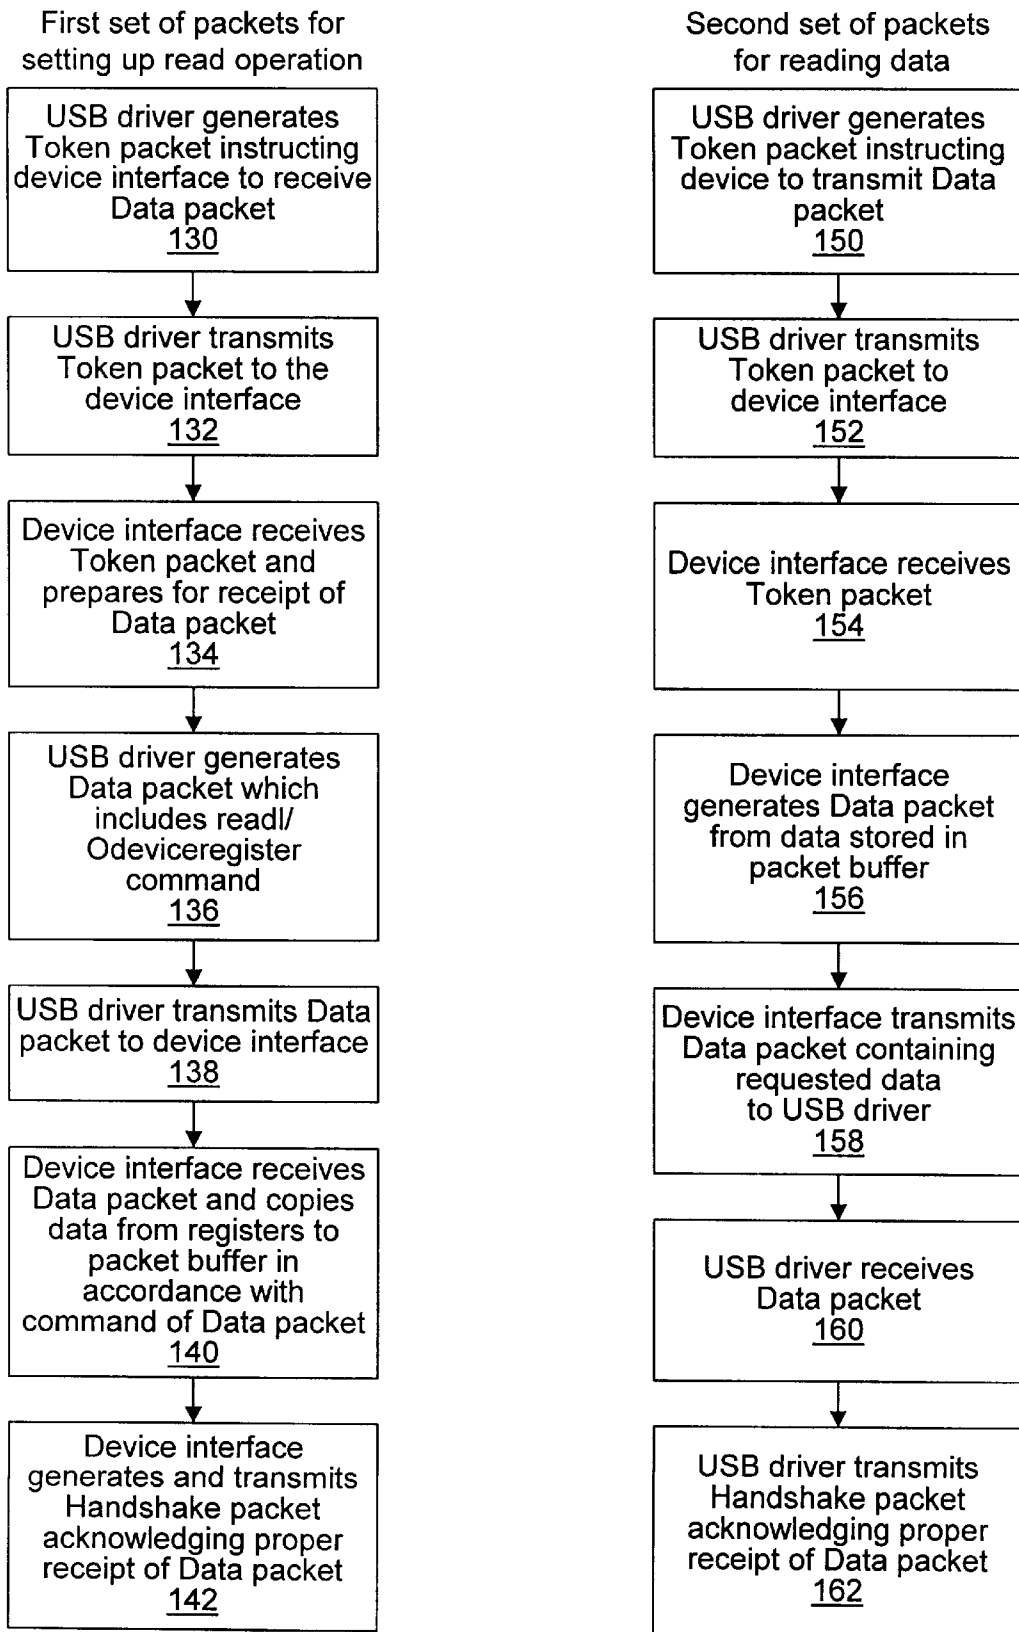 First set of packets for
setting up read operation
USB driver generates
Token packet instructing
device interface to receive
Data packet
130
USB driver transmits
Token packet to the
device interface
132
Device interface receives
Token packet and
prepares for receipt of
Data packet
134
USB driver generates
Data packet which
includes readI/
Odeviceregister
command
136
USB driver transmits Data
packet to device interface
138
Device interface receives
Data packet and copies
data from registers to
packet buffer in
accordance with
command of Data packet
140
Device interface
generates and transmits
Handshake packet
acknowledging proper
receipt of Data packet
142
Second set of packets
for reading data
USB driver generates
Token packet instructing
device to transmit Data
packet
150
USB driver transmits
Token packet to
device interface
152
Device interface receives
Token packet
154
Device interface
generates Data packet
from data stored in
packet buffer
156
Device interface transmits
Data packet containing
requested data
to USB driver
158
USB driver receives
Data packet
160
USB driver transmits
Handshake packet
acknowledging proper
receipt of Data packet
162